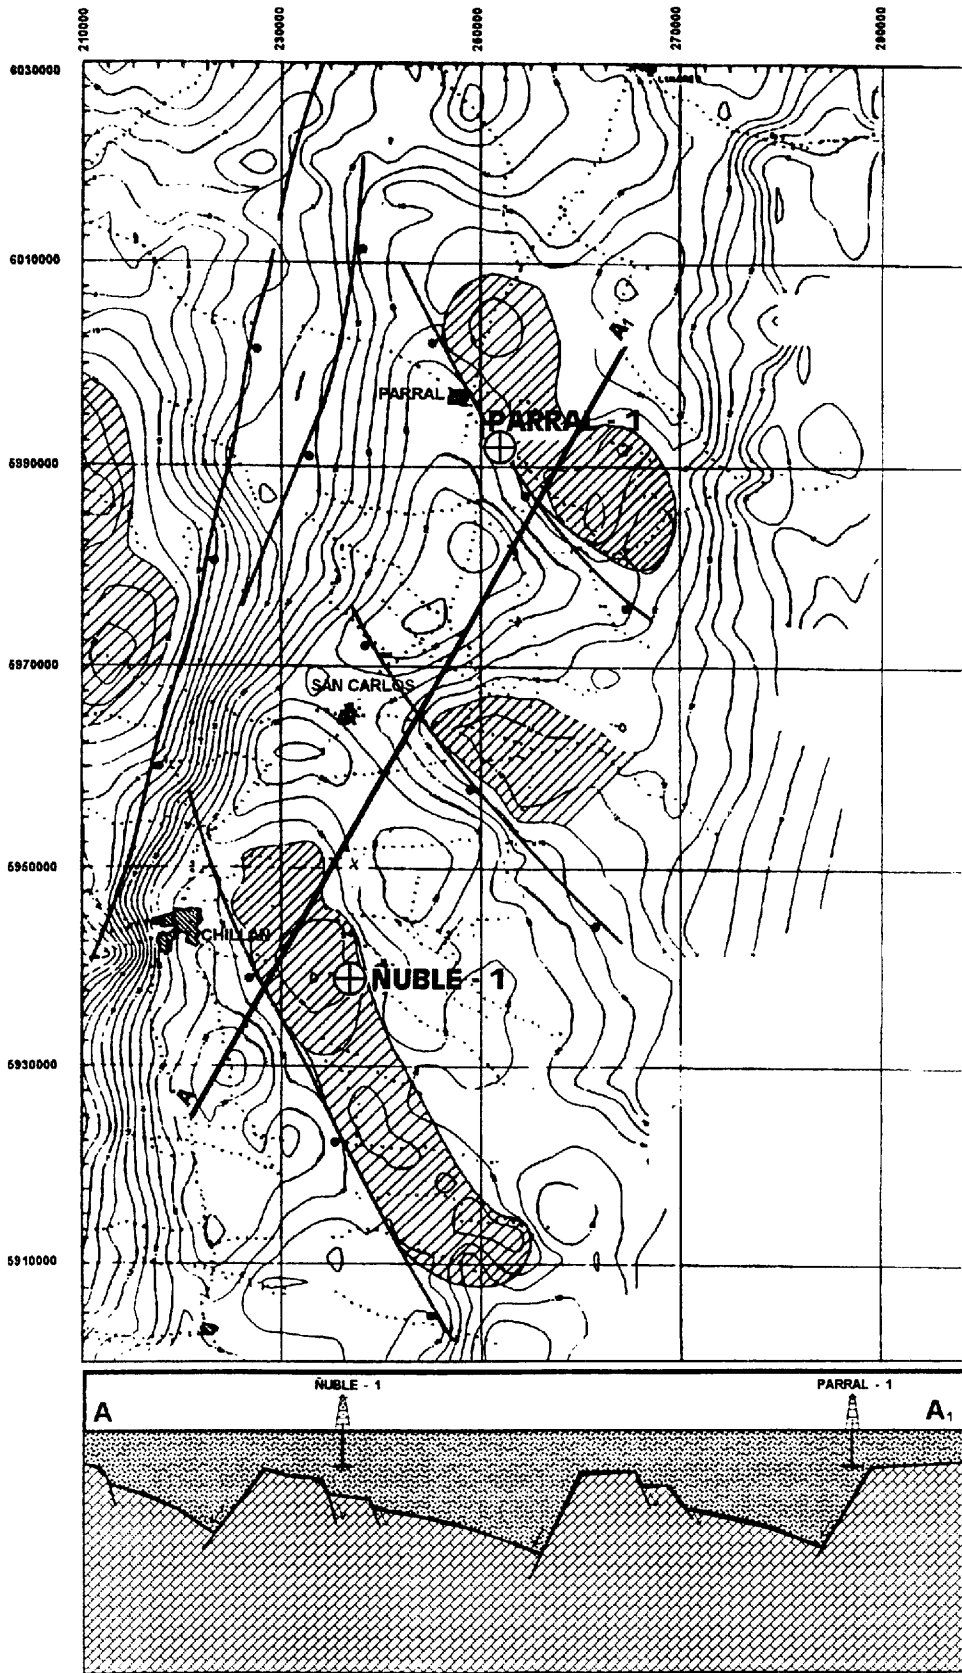 210000 230000 250000 270000 290000
6030000
LINARES
6010000
A₁
PARRAL
PARRAL - 1
5990000
5970000
SAN CARLOS
5950000
CHILLAN
ÑUBLE - 1
5930000
A
5910000
ÑUBLE - 1 PARRAL - 1
A A₁